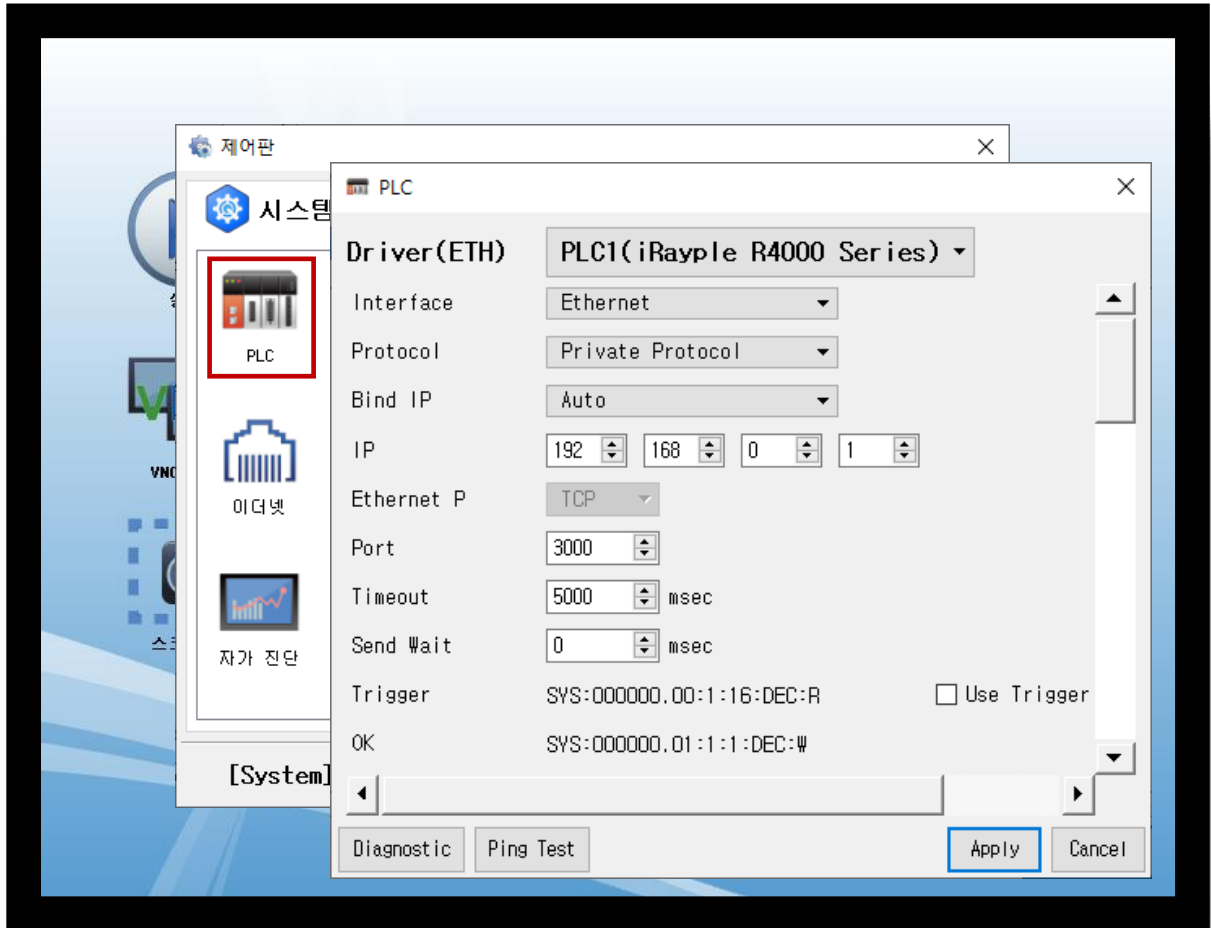 제어판
PLC
시스템
Driver(ETH) PLC1(iRayple R4000 Series)
Interface Ethernet
PLC
Protocol Private Protocol
Bind IP Auto
IP 192 168 0 1
이더넷
Ethernet P TCP
Port 3000
Timeout 5000 msec
Send Wait 0 msec
자가 진단
Trigger SYS:000000.00:1:16:DEC:R Use Trigger
OK SYS:000000.01:1:1:DEC:W
[System]
Diagnostic Ping Test Apply Cancel